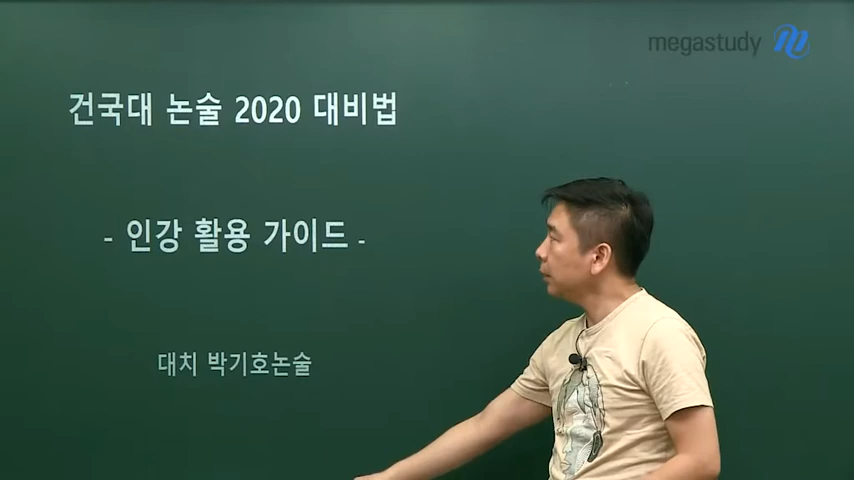 megastudy
건국대 논술 2020 대비법
- 인강 활용 가이드 -
대치 박기호논술